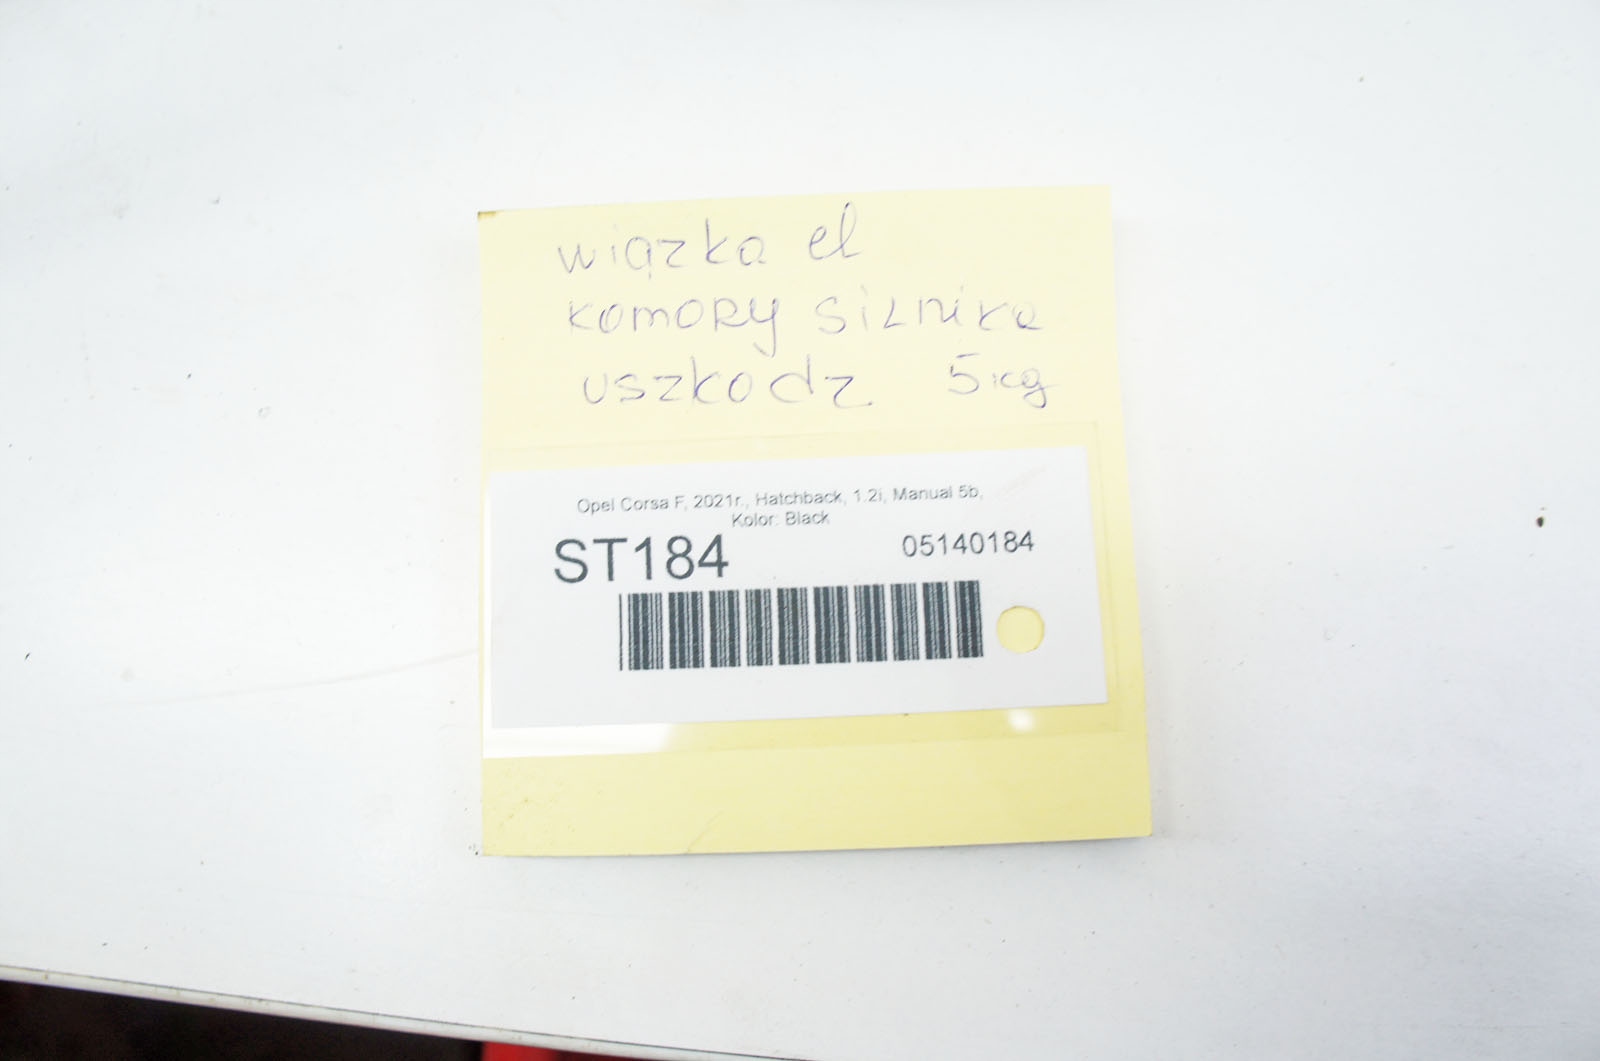 wiązka el
komory silnika
uszkodz 5kg
Opel Corsa F, 2021r., Hatchback, 1.2i, Manual 5b,
Kolor: Black
ST184 05140184